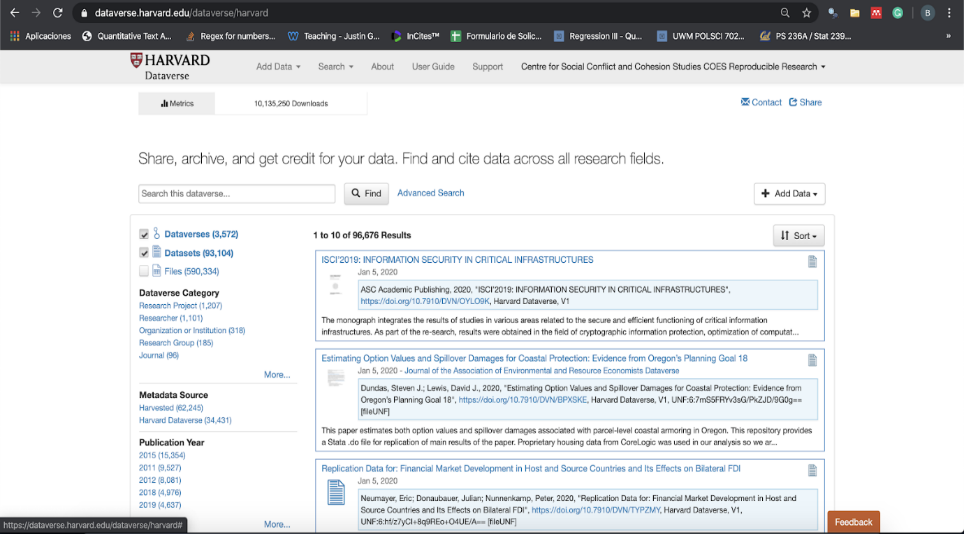 dataverse.harvard.edu/dataverse/harvard
B
Aplicaciones
Quantitative Text A...
Regex for numbers...
Teaching - Justin G...
InCites™
Formulario de Solic...
Regression III - Qu...
UWM POLSCI 702...
PS 236A / Stat 239...
»
HARVARD
Dataverse
Add Data
Search
About
User Guide
Support
Centre for Social Conflict and Cohesion Studies COES Reproducible Research
Metrics
10,135,250 Downloads
Contact
Share
Share, archive, and get credit for your data. Find and cite data across all research fields.
Search this dataverse...
Find
Advanced Search
Add Data
Dataverses (3,572)
Datasets (93,104)
Files (590,334)
Dataverse Category
Research Project (1,207)
Researcher (1,101)
Organization or Institution (318)
Research Group (185)
Journal (96)
More...
Metadata Source
Harvested (62,245)
Harvard Dataverse (34,431)
Publication Year
2015 (15,354)
2011 (9,527)
2012 (8,081)
2018 (4,976)
2019 (4,637)
More...
1 to 10 of 96,676 Results
Sort
ISCI'2019: INFORMATION SECURITY IN CRITICAL INFRASTRUCTURES
Jan 5, 2020
ASC Academic Publishing, 2020, "ISCI'2019: INFORMATION SECURITY IN CRITICAL INFRASTRUCTURES",
https://doi.org/10.7910/DVN/OYLO9K, Harvard Dataverse, V1
The monograph integrates the results of studies in various areas related to the secure and efficient functioning of critical information
infrastructures. As part of the re-search, results were obtained in the field of cryptographic information protection, optimization of computat...
Estimating Option Values and Spillover Damages for Coastal Protection: Evidence from Oregon's Planning Goal 18
Jan 5, 2020 - Journal of the Association of Environmental and Resource Economists Dataverse
Dundas, Steven J.; Lewis, David J., 2020, "Estimating Option Values and Spillover Damages for Coastal Protection: Evidence from
Oregon's Planning Goal 18", https://doi.org/10.7910/DVN/BPXSKE, Harvard Dataverse, V1, UNF:6:7mS5FRYv3sG/PkZJD/9G0g==
[fileUNF]
This paper estimates both option values and spillover damages associated with parcel-level coastal armoring in Oregon. This repository provides
a Stata .do file for replication of main results of the paper. Proprietary housing data from CoreLogic was used in our analysis so we ar...
Replication Data for: Financial Market Development in Host and Source Countries and Its Effects on Bilateral FDI
Jan 5, 2020
Neumayer, Eric; Donaubauer, Julian; Nunnenkamp, Peter, 2020, "Replication Data for: Financial Market Development in Host and
Source Countries and Its Effects on Bilateral FDI", https://doi.org/10.7910/DVN/TYPZMY, Harvard Dataverse, V1,
UNF:6:hf/z7yCI+8q9REo+O4UE/A== [fileUNF]
https://dataverse.harvard.edu/dataverse/harvard#
Feedback